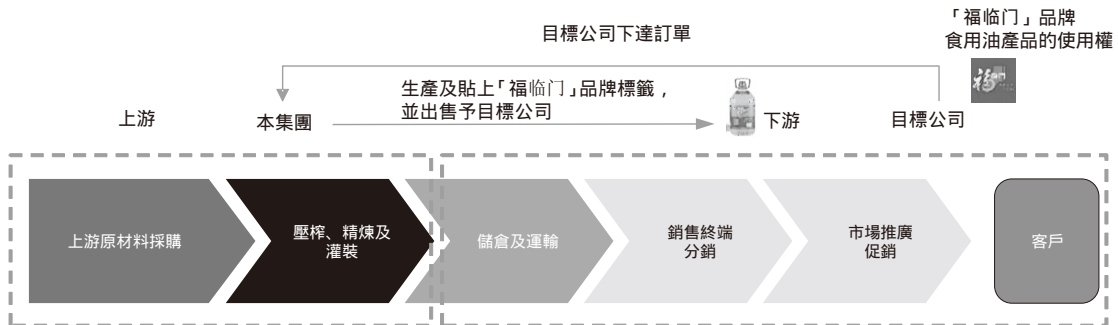 「福临门」品牌
食用油產品的使用權
目標公司下達訂單
福
生產及貼上「福临门」品牌標籤，
並出售予目標公司
上游
本集團
下游
目標公司
上游原材料採購
壓榨、精煉及
灌裝
儲倉及運輸
銷售終端
分銷
市場推廣
促銷
客戶